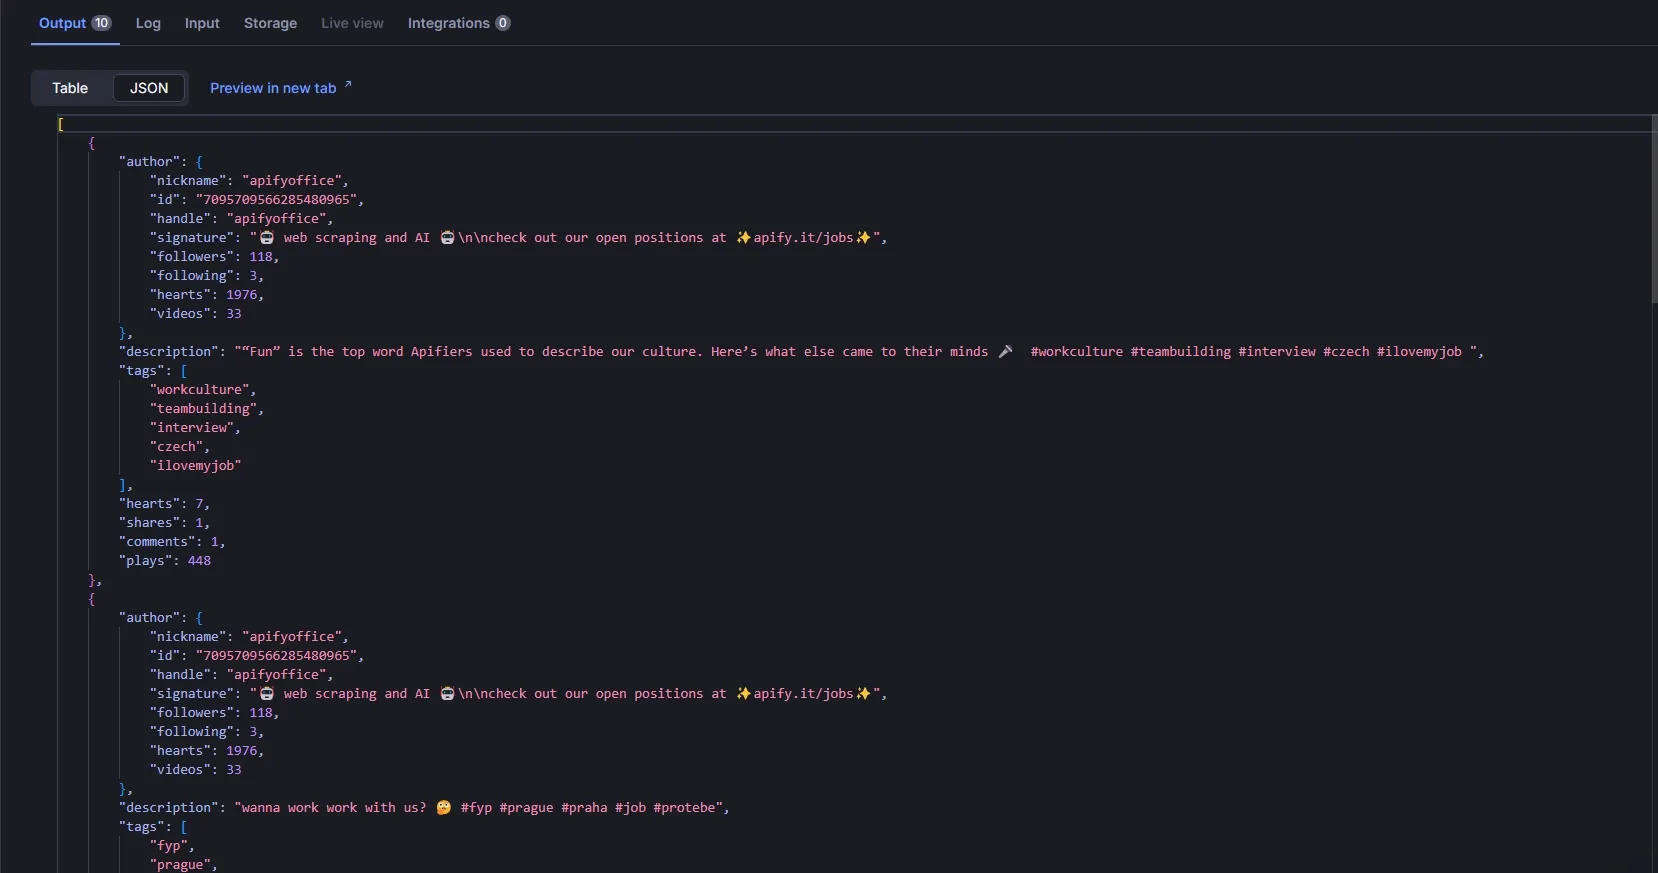 Output 10 Log Input Storage Live view Integrations 0
Table JSON Preview in new tab ↗
[
{
"author": {
"nickname": "apifyoffice",
"id": "7095709566285480965",
"handle": "apifyoffice",
"signature": "🤖 web scraping and AI 🤖\n\ncheck out our open positions at ✨apify.it/jobs✨",
"followers": 118,
"following": 3,
"hearts": 1976,
"videos": 33
},
"description": "“Fun” is the top word Apifiers used to describe our culture. Here’s what else came to their minds 🎤  #workculture #teambuilding #interview #czech #ilovemyjob ",
"tags": [
"workculture",
"teambuilding",
"interview",
"czech",
"ilovemyjob"
],
"hearts": 7,
"shares": 1,
"comments": 1,
"plays": 448
},
{
"author": {
"nickname": "apifyoffice",
"id": "7095709566285480965",
"handle": "apifyoffice",
"signature": "🤖 web scraping and AI 🤖\n\ncheck out our open positions at ✨apify.it/jobs✨",
"followers": 118,
"following": 3,
"hearts": 1976,
"videos": 33
},
"description": "wanna work work with us? 🤔 #fyp #prague #praha #job #protebe",
"tags": [
"fyp",
"prague",